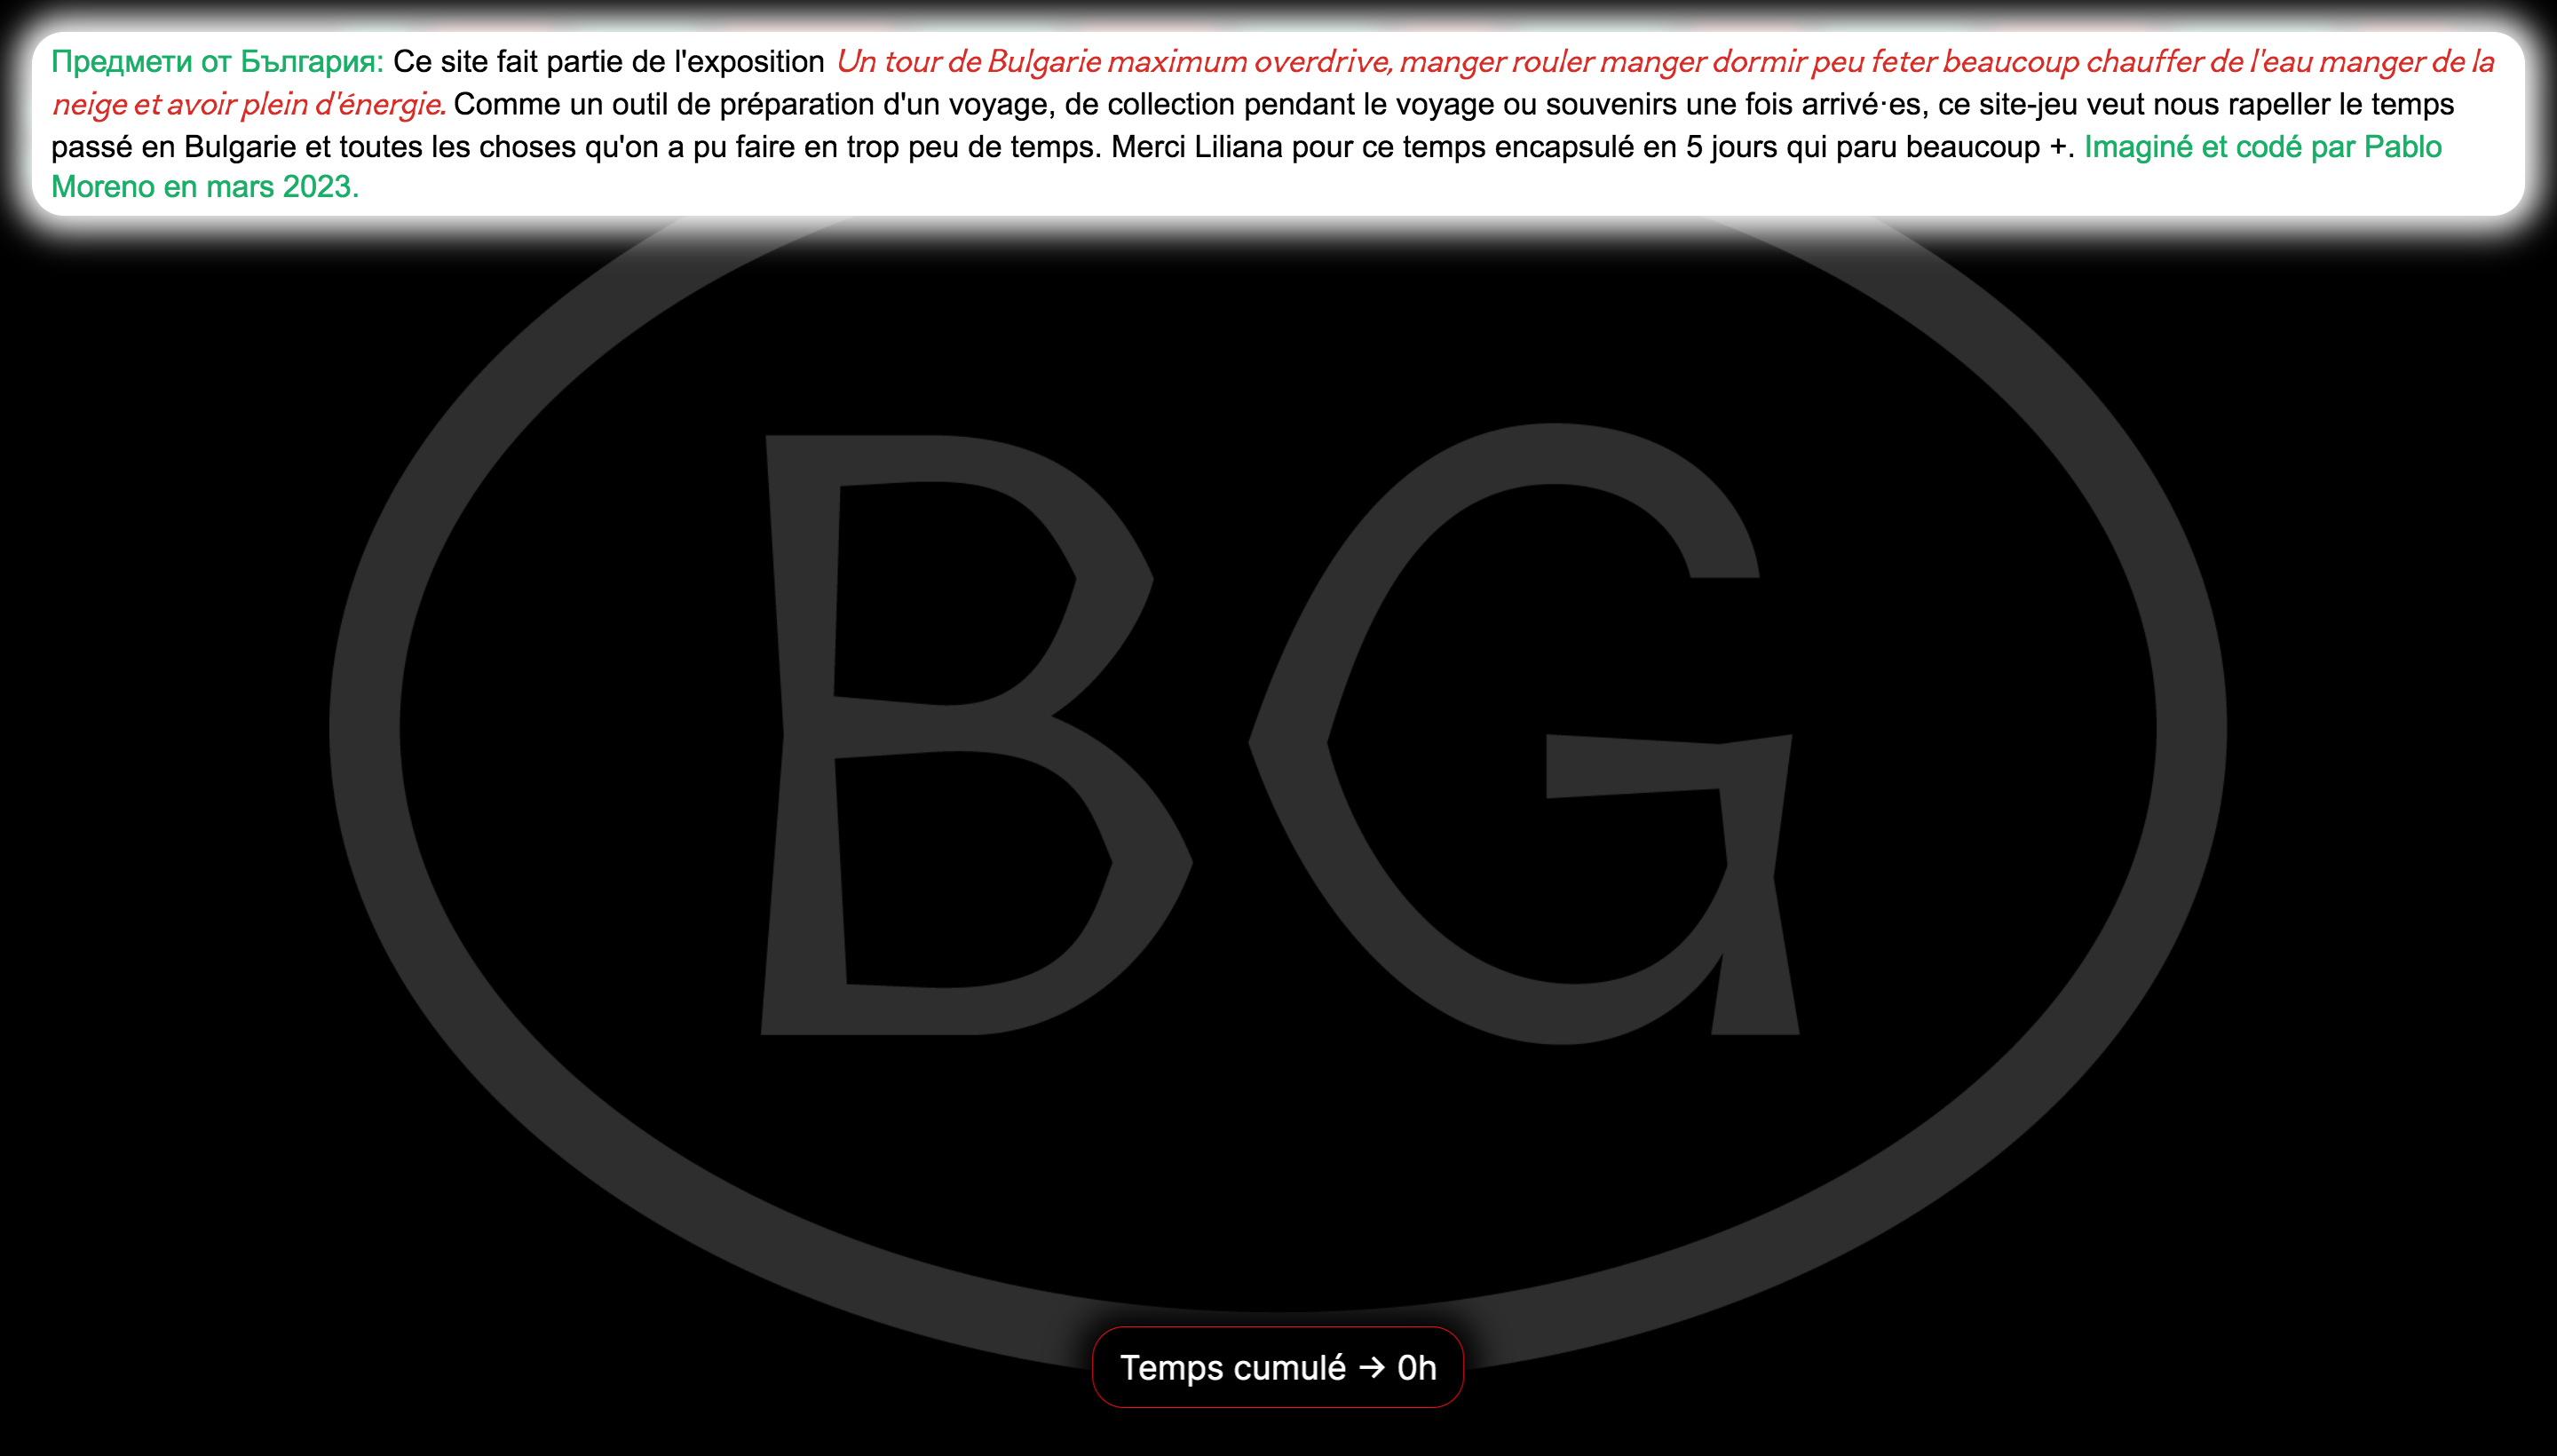 Предмети от България: Ce site fait partie de l'exposition Un tour de Bulgarie maximum overdrive, manger rouler manger dormir peu feter beaucoup chauffer de l'eau manger de la
neige et avoir plein d'énergie. Comme un outil de préparation d'un voyage, de collection pendant le voyage ou souvenirs une fois arrivé·es, ce site-jeu veut nous rapeller le temps
passé en Bulgarie et toutes les choses qu'on a pu faire en trop peu de temps. Merci Liliana pour ce temps encapsulé en 5 jours qui paru beaucoup +. Imaginé et codé par Pablo
Moreno en mars 2023.
BG
Temps cumulé → 0h